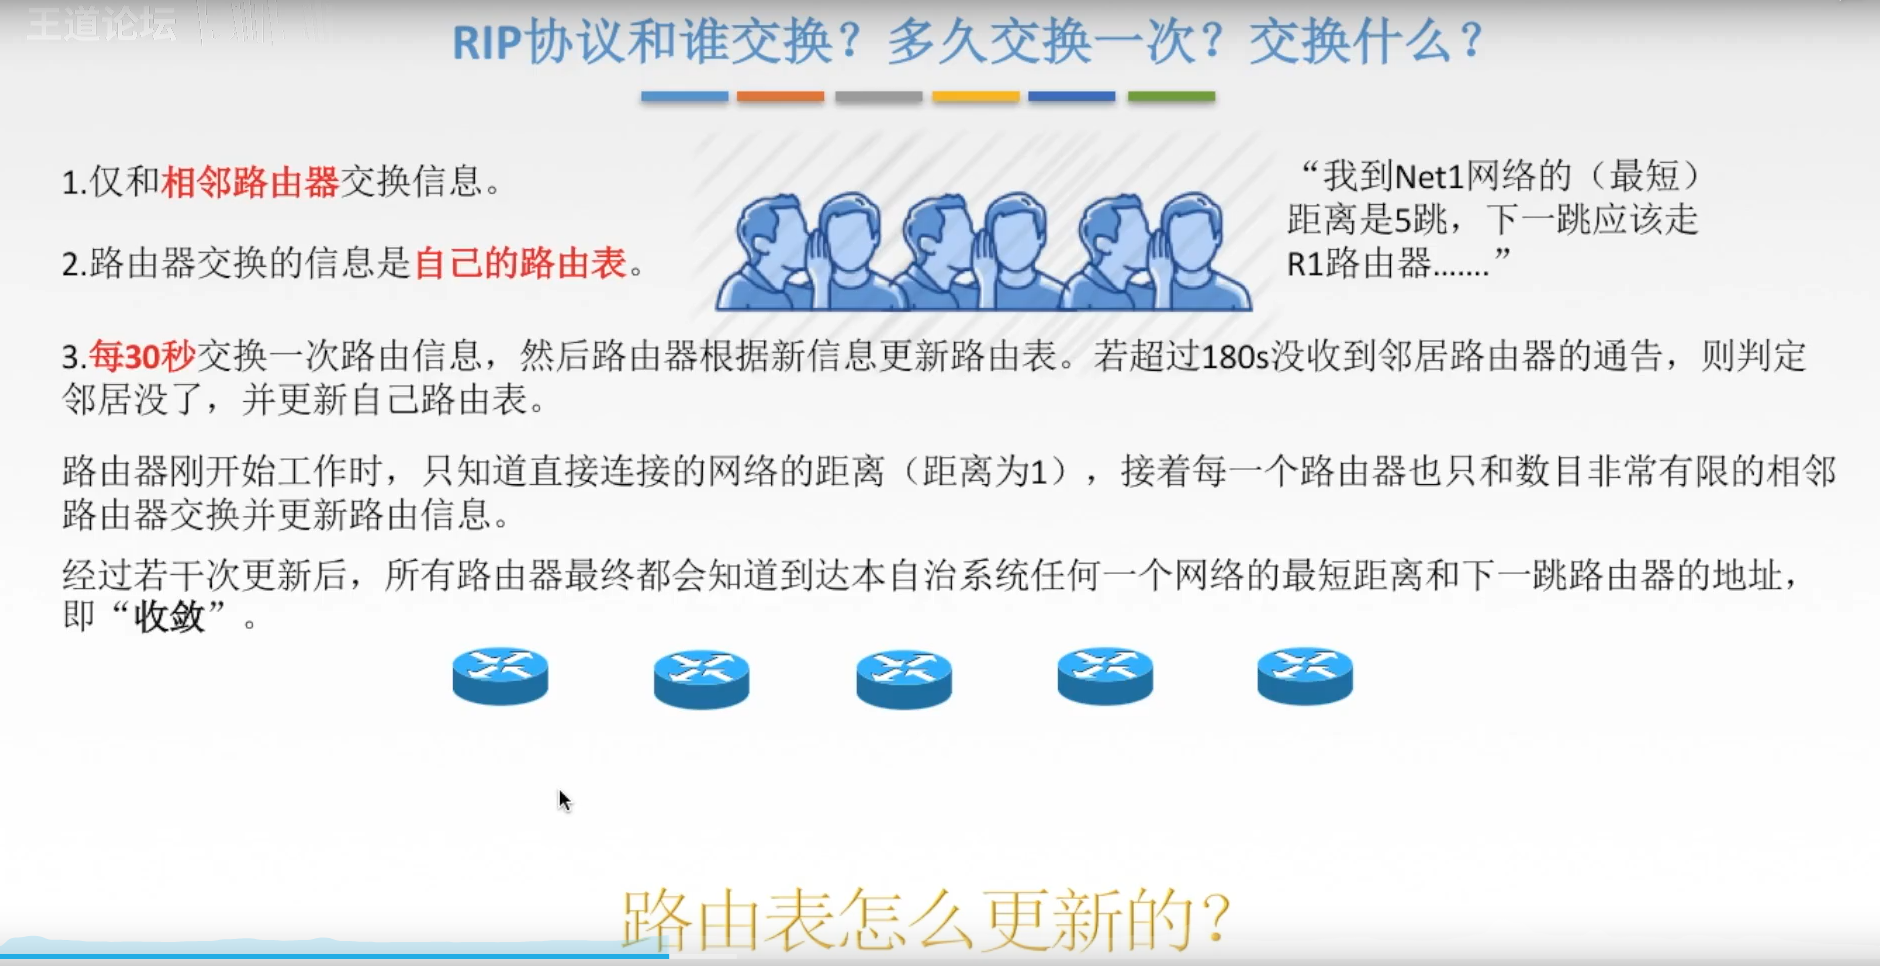 王道论坛
RIP协议和谁交换？多久交换一次？交换什么？
1.仅和相邻路由器交换信息。
2.路由器交换的信息是自己的路由表。
“我到Net1网络的（最短）
距离是5跳，下一跳应该走
R1路由器.......”
3.每30秒交换一次路由信息，然后路由器根据新信息更新路由表。若超过180s没收到邻居路由器的通告，则判定
邻居没了，并更新自己路由表。
路由器刚开始工作时，只知道直接连接的网络的距离（距离为1），接着每一个路由器也只和数目非常有限的相邻
路由器交换并更新路由信息。
经过若干次更新后，所有路由器最终都会知道到达本自治系统任何一个网络的最短距离和下一跳路由器的地址，
即“收敛”。
路由表怎么更新的？